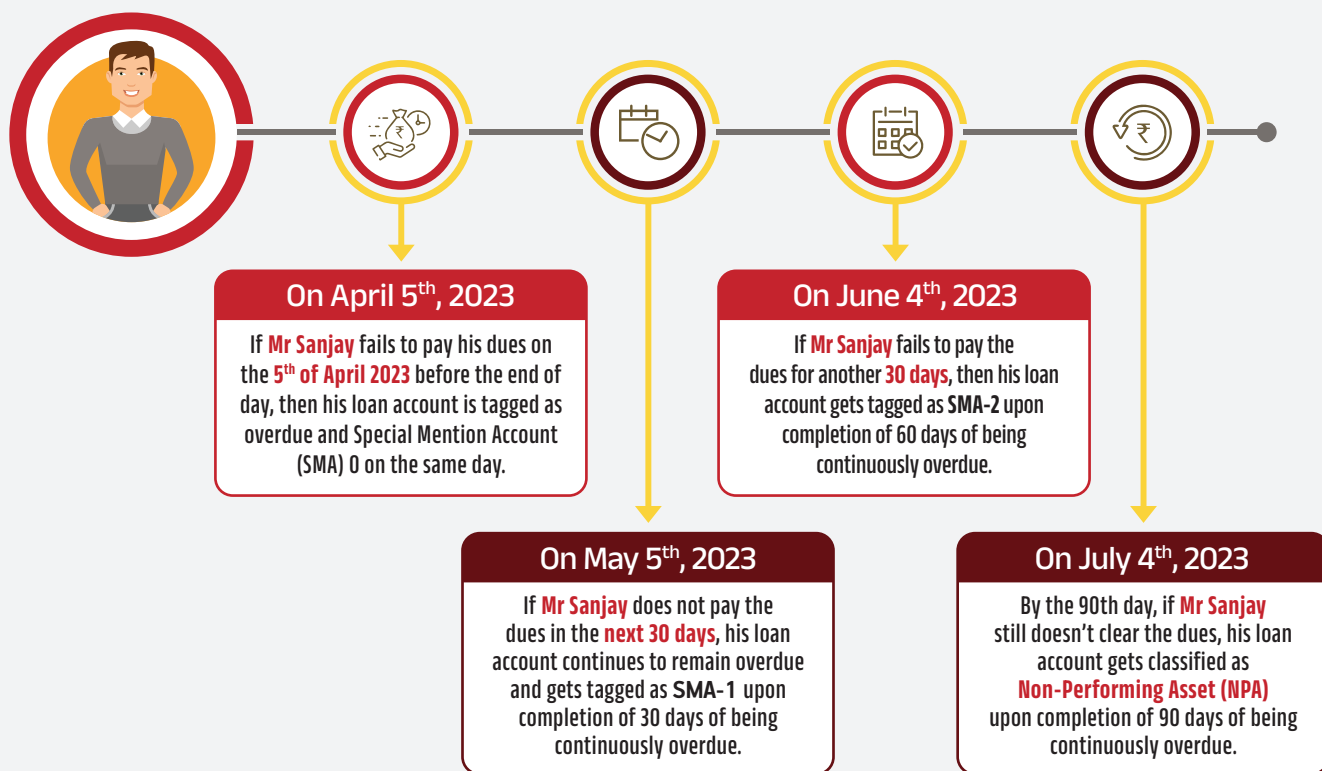 On April 5th, 2023
If Mr Sanjay fails to pay his dues on
the 5th of April 2023 before the end of
day, then his loan account is tagged as
overdue and Special Mention Account
(SMA) 0 on the same day.
On May 5th, 2023
If Mr Sanjay does not pay the
dues in the next 30 days, his loan
account continues to remain overdue
and gets tagged as SMA-1 upon
completion of 30 days of being
continuously overdue.
On June 4th, 2023
If Mr Sanjay fails to pay the
dues for another 30 days, then his loan
account gets tagged as SMA-2 upon
completion of 60 days of being
continuously overdue.
On July 4th, 2023
By the 90th day, if Mr Sanjay
still doesn’t clear the dues, his loan
account gets classified as
Non-Performing Asset (NPA)
upon completion of 90 days of being
continuously overdue.